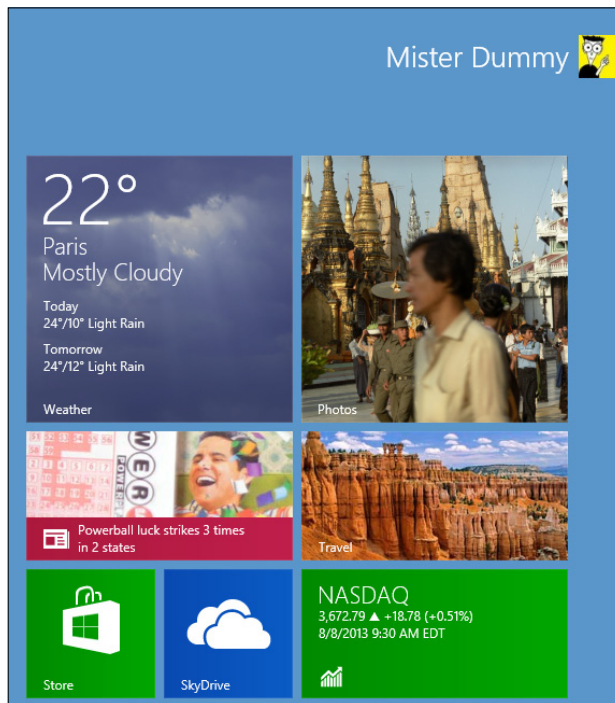 Mister Dummy
22°
Paris
Mostly Cloudy
Today
24°/10° Light Rain
Tomorrow
24°/12° Light Rain
Weather
Photos
POWER
Powerball luck strikes 3 times
in 2 states
Travel
Store
SkyDrive
NASDAQ
3,672.79 ▲ +18.78 (+0.51%)
8/8/2013 9:30 AM EDT